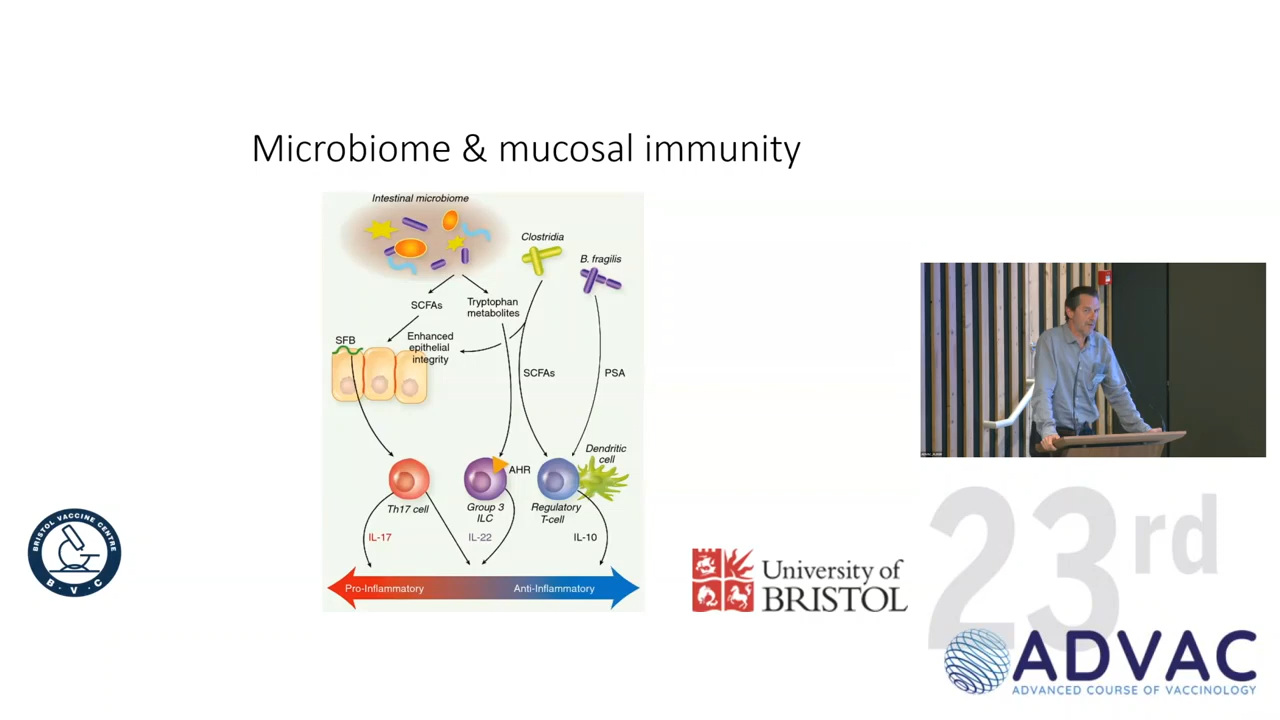 Microbiome & mucosal immunity
Intestinal microbiome
Clostridia
B. fragilis
SCFAs
Tryptophan
metabolites
SFB
Enhanced
epithelial
integrity
SCFAs
PSA
Dendritic
cell
AHR
Th17 cell
Group 3
ILC
Regulatory
T-cell
IL-17
IL-22
IL-10
Pro-Inflammatory
Anti-Inflammatory
BRISTOL VACCINE CENTRE
B · V · C
University of
BRISTOL
23rd
ADVAC
ADVANCED COURSE OF VACCINOLOGY